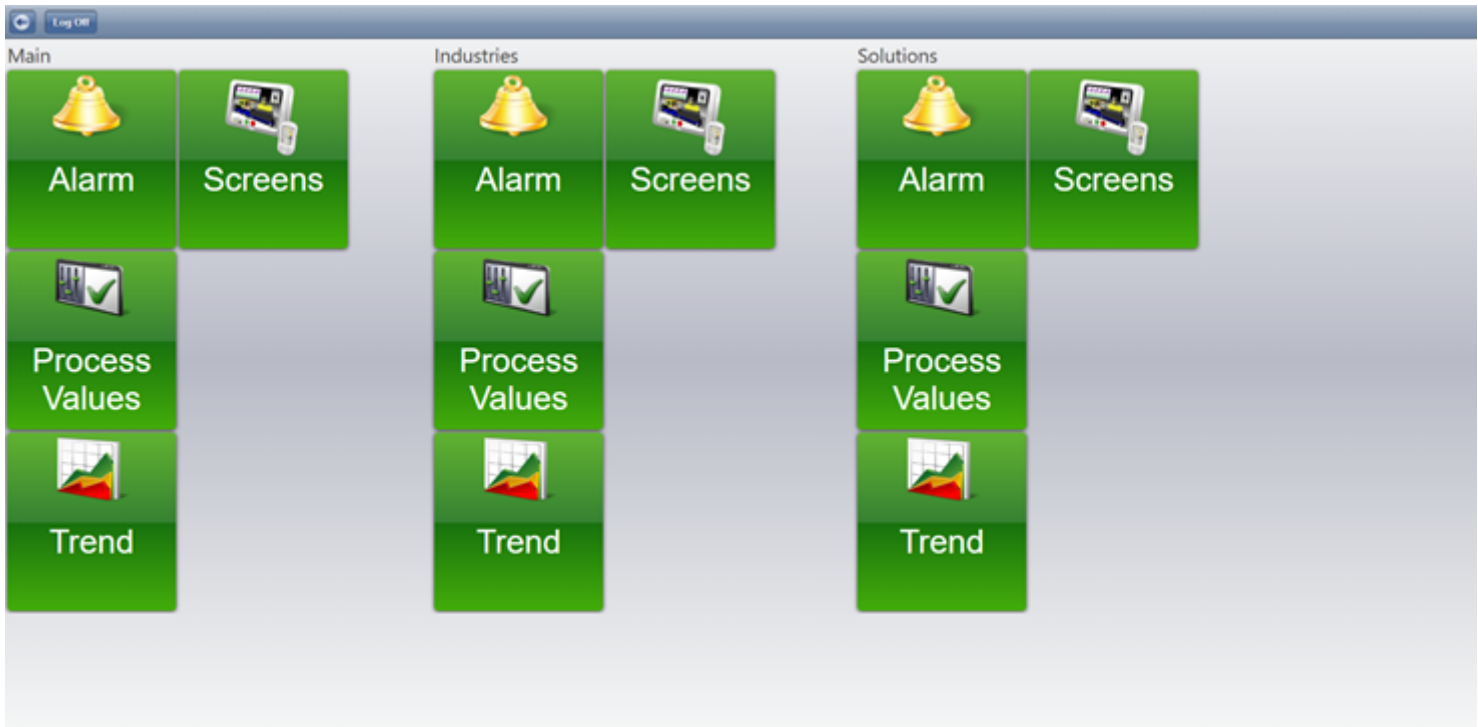 Log Off
Main
Industries
Solutions
Alarm
Screens
Alarm
Screens
Alarm
Screens
Process
Values
Process
Values
Process
Values
Trend
Trend
Trend